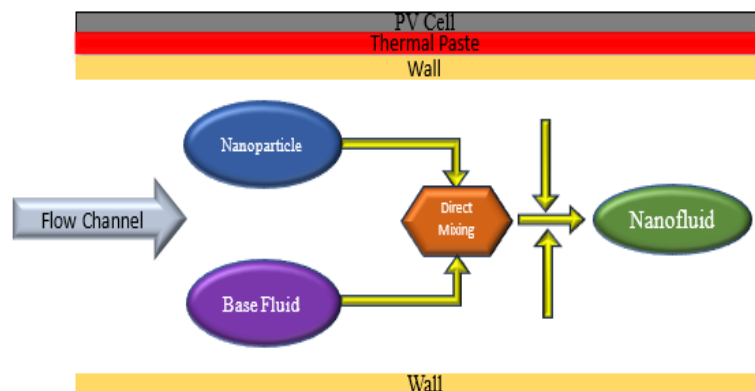 PV Cell
Thermal Paste
Wall
Nanoparticle
Flow Channel
Direct
Mixing
Nanofluid
Base Fluid
Wall